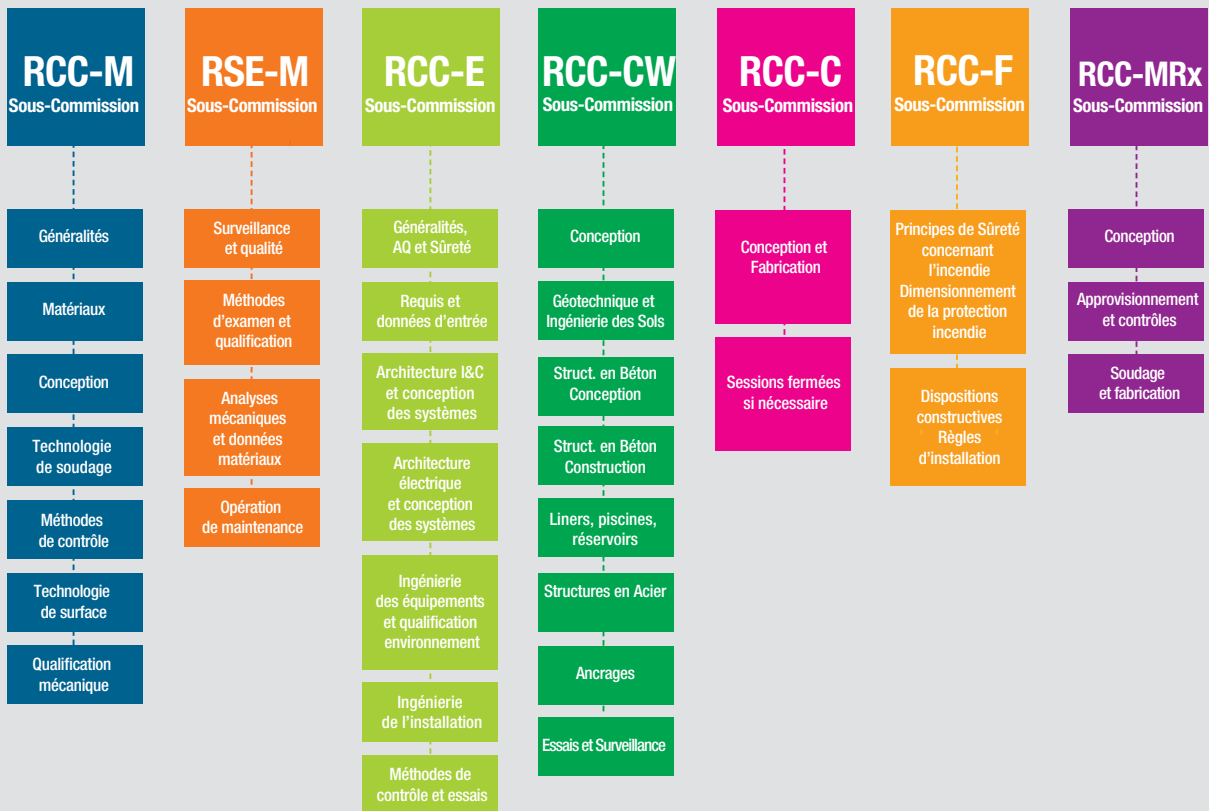 RCC-M
Sous-Commission
Généralités
Matériaux
Conception
Technologie
de soudage
Méthodes
de contrôle
Technologie
de surface
Qualification
mécanique
RSE-M
Sous-Commission
Surveillance
et qualité
Méthodes
d'examen et
qualification
Analyses
mécaniques
et données
matériaux
Opération
de maintenance
RCC-E
Sous-Commission
Généralités,
AQ et Sûreté
Requis et
données d'entrée
Architecture I&C
et conception
des systèmes
Architecture
électrique
et conception
des systèmes
Ingénierie
des équipements
et qualification
environnement
Ingénierie
de l'installation
Méthodes de
contrôle et essais
RCC-CW
Sous-Commission
Conception
Géotechnique et
Ingénierie des Sols
Struct. en Béton
Conception
Struct. en Béton
Construction
Liners, piscines,
réservoirs
Structures en Acier
Ancrages
Essais et Surveillance
RCC-C
Sous-Commission
Conception et
Fabrication
Sessions fermées
si nécessaire
RCC-F
Sous-Commission
Principes de Sûreté
concernant
l'incendie
Dimensionnement
de la protection
incendie
Dispositions
constructives
Règles
d'installation
RCC-MRx
Sous-Commission
Conception
Approvisionnement
et contrôles
Soudage
et fabrication